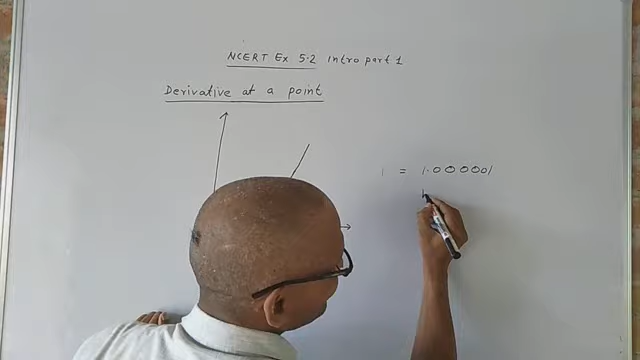 NCERT Ex 5.2 Intro part 1
Derivative at a point
1 = 1.000001